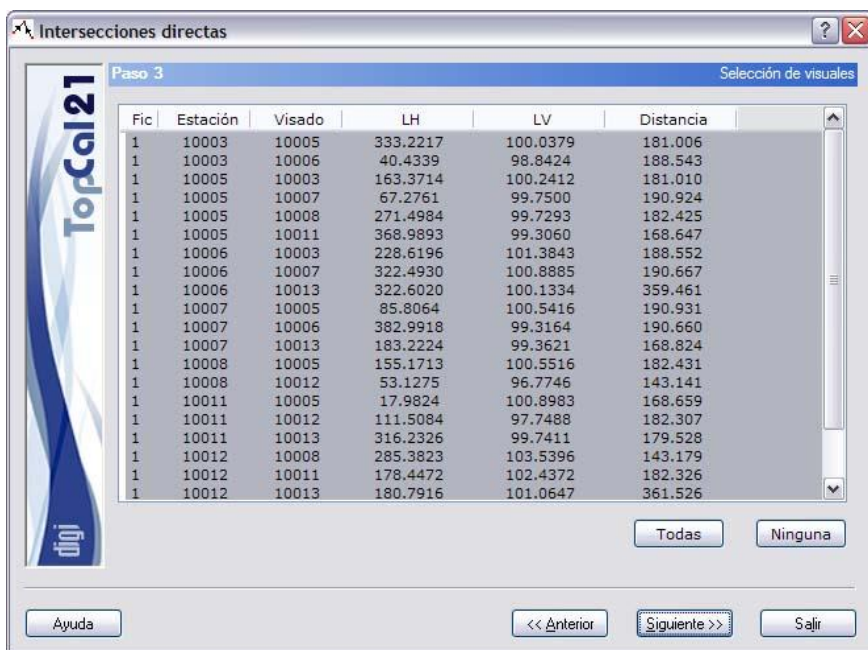 Intersecciones directas
Paso 3 Selección de visuales
TopCal21
digi
Fic Estación Visado LH LV Distancia
1 10003 10005 333.2217 100.0379 181.006
1 10003 10006 40.4339 98.8424 188.543
1 10005 10003 163.3714 100.2412 181.010
1 10005 10007 67.2761 99.7500 190.924
1 10005 10008 271.4984 99.7293 182.425
1 10005 10011 368.9893 99.3060 168.647
1 10006 10003 228.6196 101.3843 188.552
1 10006 10007 322.4930 100.8885 190.667
1 10006 10013 322.6020 100.1334 359.461
1 10007 10005 85.8064 100.5416 190.931
1 10007 10006 382.9918 99.3164 190.660
1 10007 10013 183.2224 99.3621 168.824
1 10008 10005 155.1713 100.5516 182.431
1 10008 10012 53.1275 96.7746 143.141
1 10011 10005 17.9824 100.8983 168.659
1 10011 10012 111.5084 97.7488 182.307
1 10011 10013 316.2326 99.7411 179.528
1 10012 10008 285.3823 103.5396 143.179
1 10012 10011 178.4472 102.4372 182.326
1 10012 10013 180.7916 101.0647 361.526
Todas Ninguna
Ayuda << Anterior Siguiente >> Salir